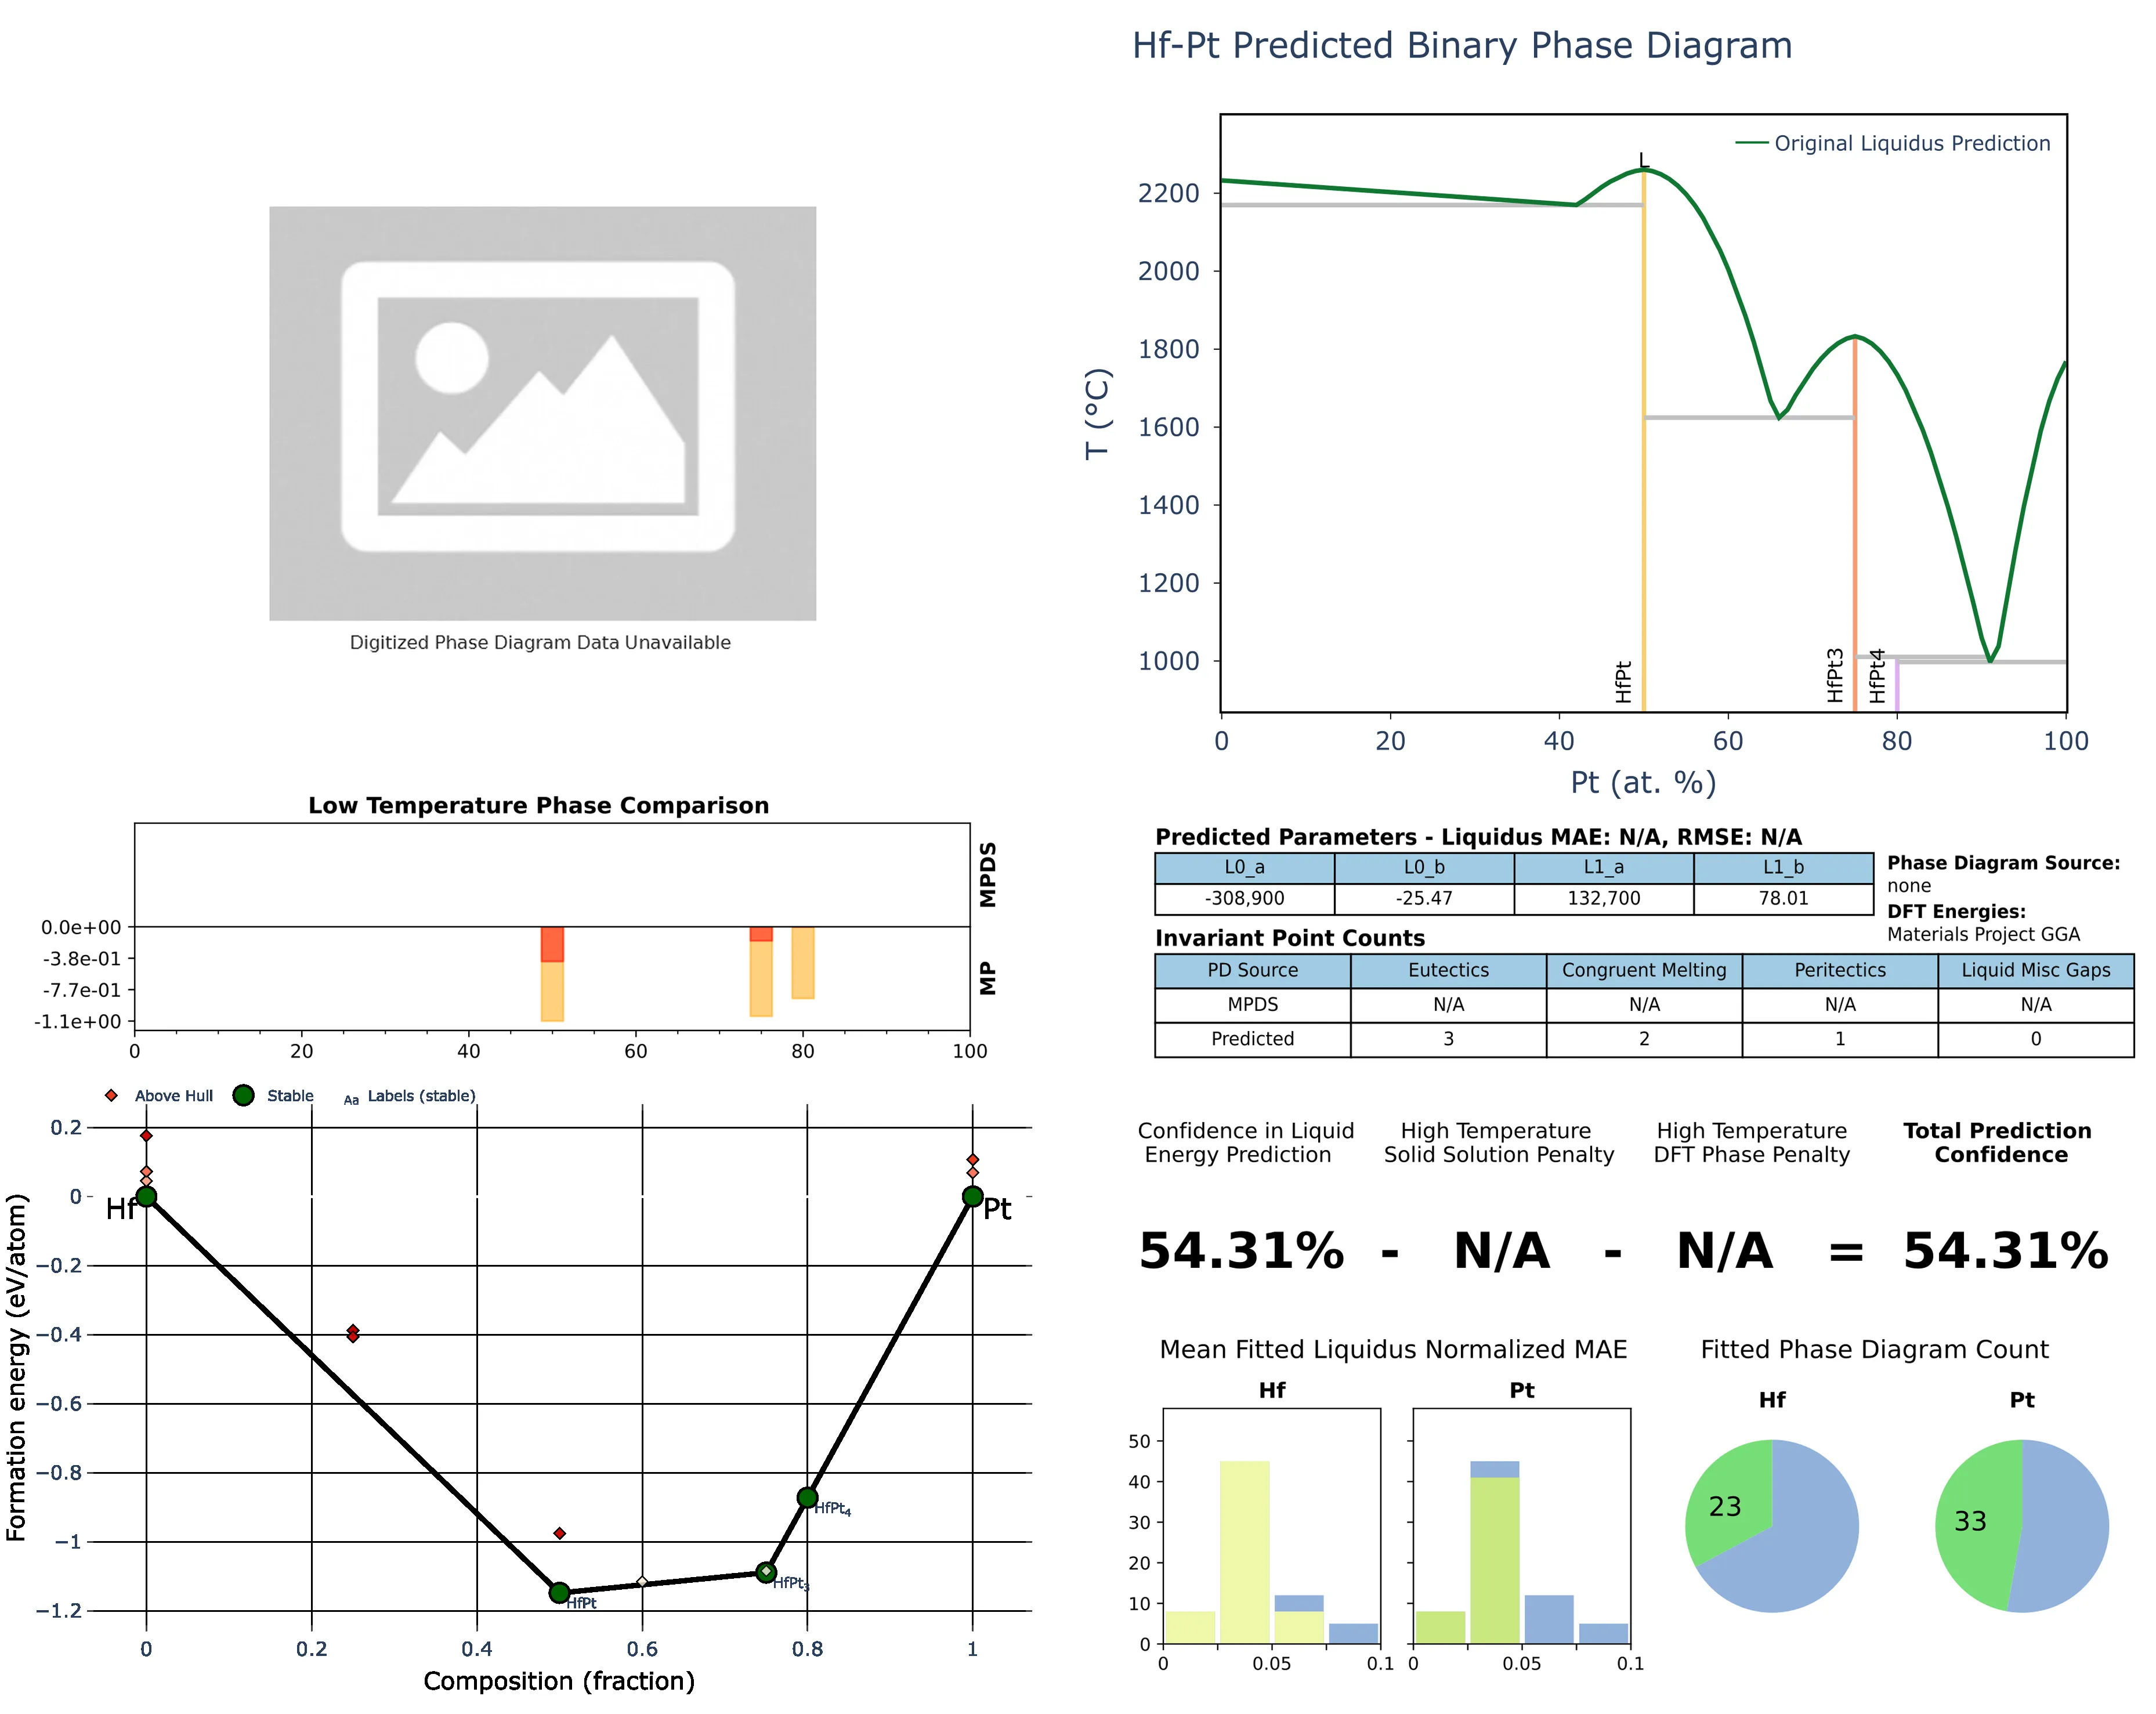 Hf-Pt Predicted Binary Phase Diagram
Digitized Phase Diagram Data Unavailable
Original Liquidus Prediction
L
2200
2000
1800
1600
1400
1200
1000
T (°C)
HfPt
HfPt3
HfPt4
0 20 40 60 80 100
Pt (at. %)
Low Temperature Phase Comparison
MPDS
MP
0.0e+00
-3.8e-01
-7.7e-01
-1.1e+00
0 20 40 60 80 100
Predicted Parameters - Liquidus MAE: N/A, RMSE: N/A
L0_a L0_b L1_a L1_b
-308,900 -25.47 132,700 78.01
Phase Diagram Source:
none
DFT Energies:
Materials Project GGA
Invariant Point Counts
PD Source Eutectics Congruent Melting Peritectics Liquid Misc Gaps
MPDS N/A N/A N/A N/A
Predicted 3 2 1 0
Above Hull Stable Aa Labels (stable)
0.2
0
−0.2
−0.4
−0.6
−0.8
−1
−1.2
Formation energy (eV/atom)
Hf
Pt
HfPt
HfPt₃
HfPt₄
0 0.2 0.4 0.6 0.8 1
Composition (fraction)
Confidence in Liquid
Energy Prediction
High Temperature
Solid Solution Penalty
High Temperature
DFT Phase Penalty
Total Prediction
Confidence
54.31% - N/A - N/A = 54.31%
Mean Fitted Liquidus Normalized MAE
Hf
Pt
50
40
30
20
10
0
0 0.05 0.1
0 0.05 0.1
Fitted Phase Diagram Count
Hf
Pt
23
33